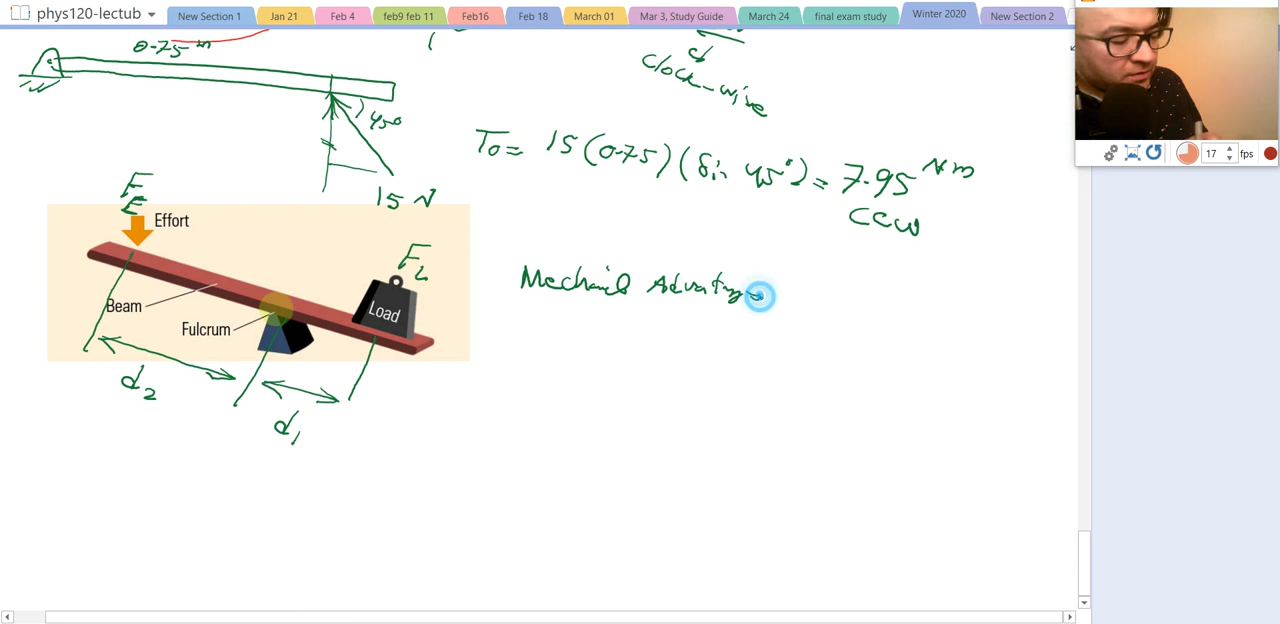 phys120-lectub
New Section 1
Jan 21
Feb 4
feb9 feb 11
Feb16
Feb 18
March 01
Mar 3, Study Guide
March 24
final exam study
Winter 2020
New Section 2
0.75 m
clock-wise
45°
15 N
To = 15 (0.75) (Sin 45°) = 7.95 Nm
CCW
FE
Effort
FL
Beam
Load
Fulcrum
d2
d1
Mechanical Advantage
17
fps